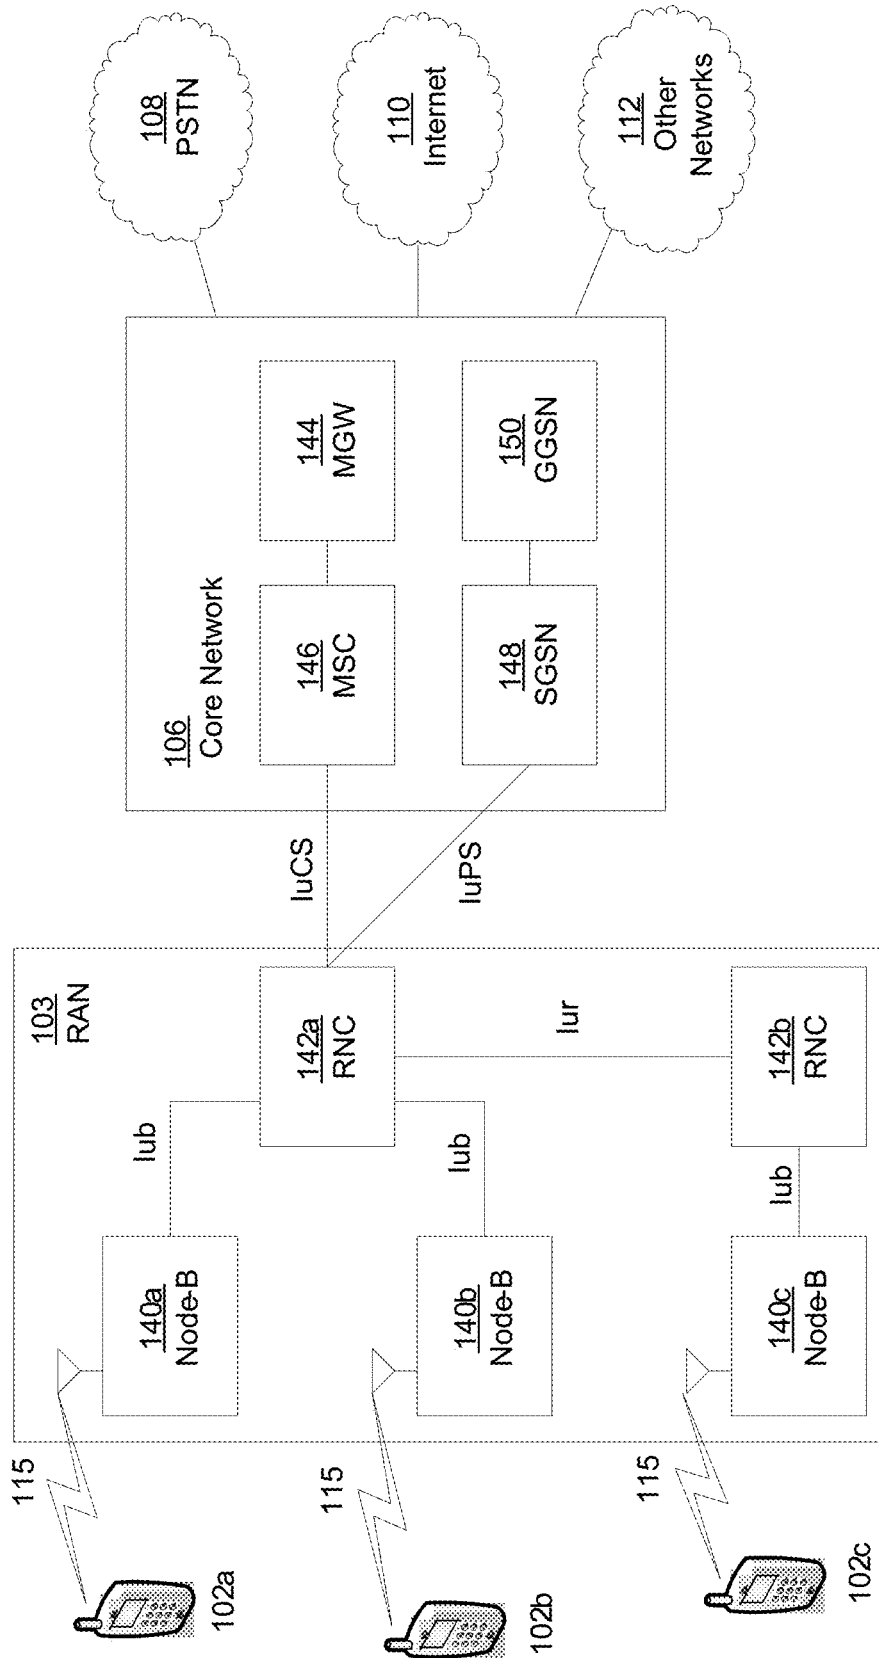 108
PSTN
110
Internet
112
Other
Networks
106
Core Network
144
MGW
150
GGSN
146
MSC
148
SGSN
IuCS
IuPS
103
RAN
142a
RNC
Iur
142b
RNC
Iub
Iub
Iub
140a
Node-B
140b
Node-B
140c
Node-B
115
115
115
102a
102b
102c